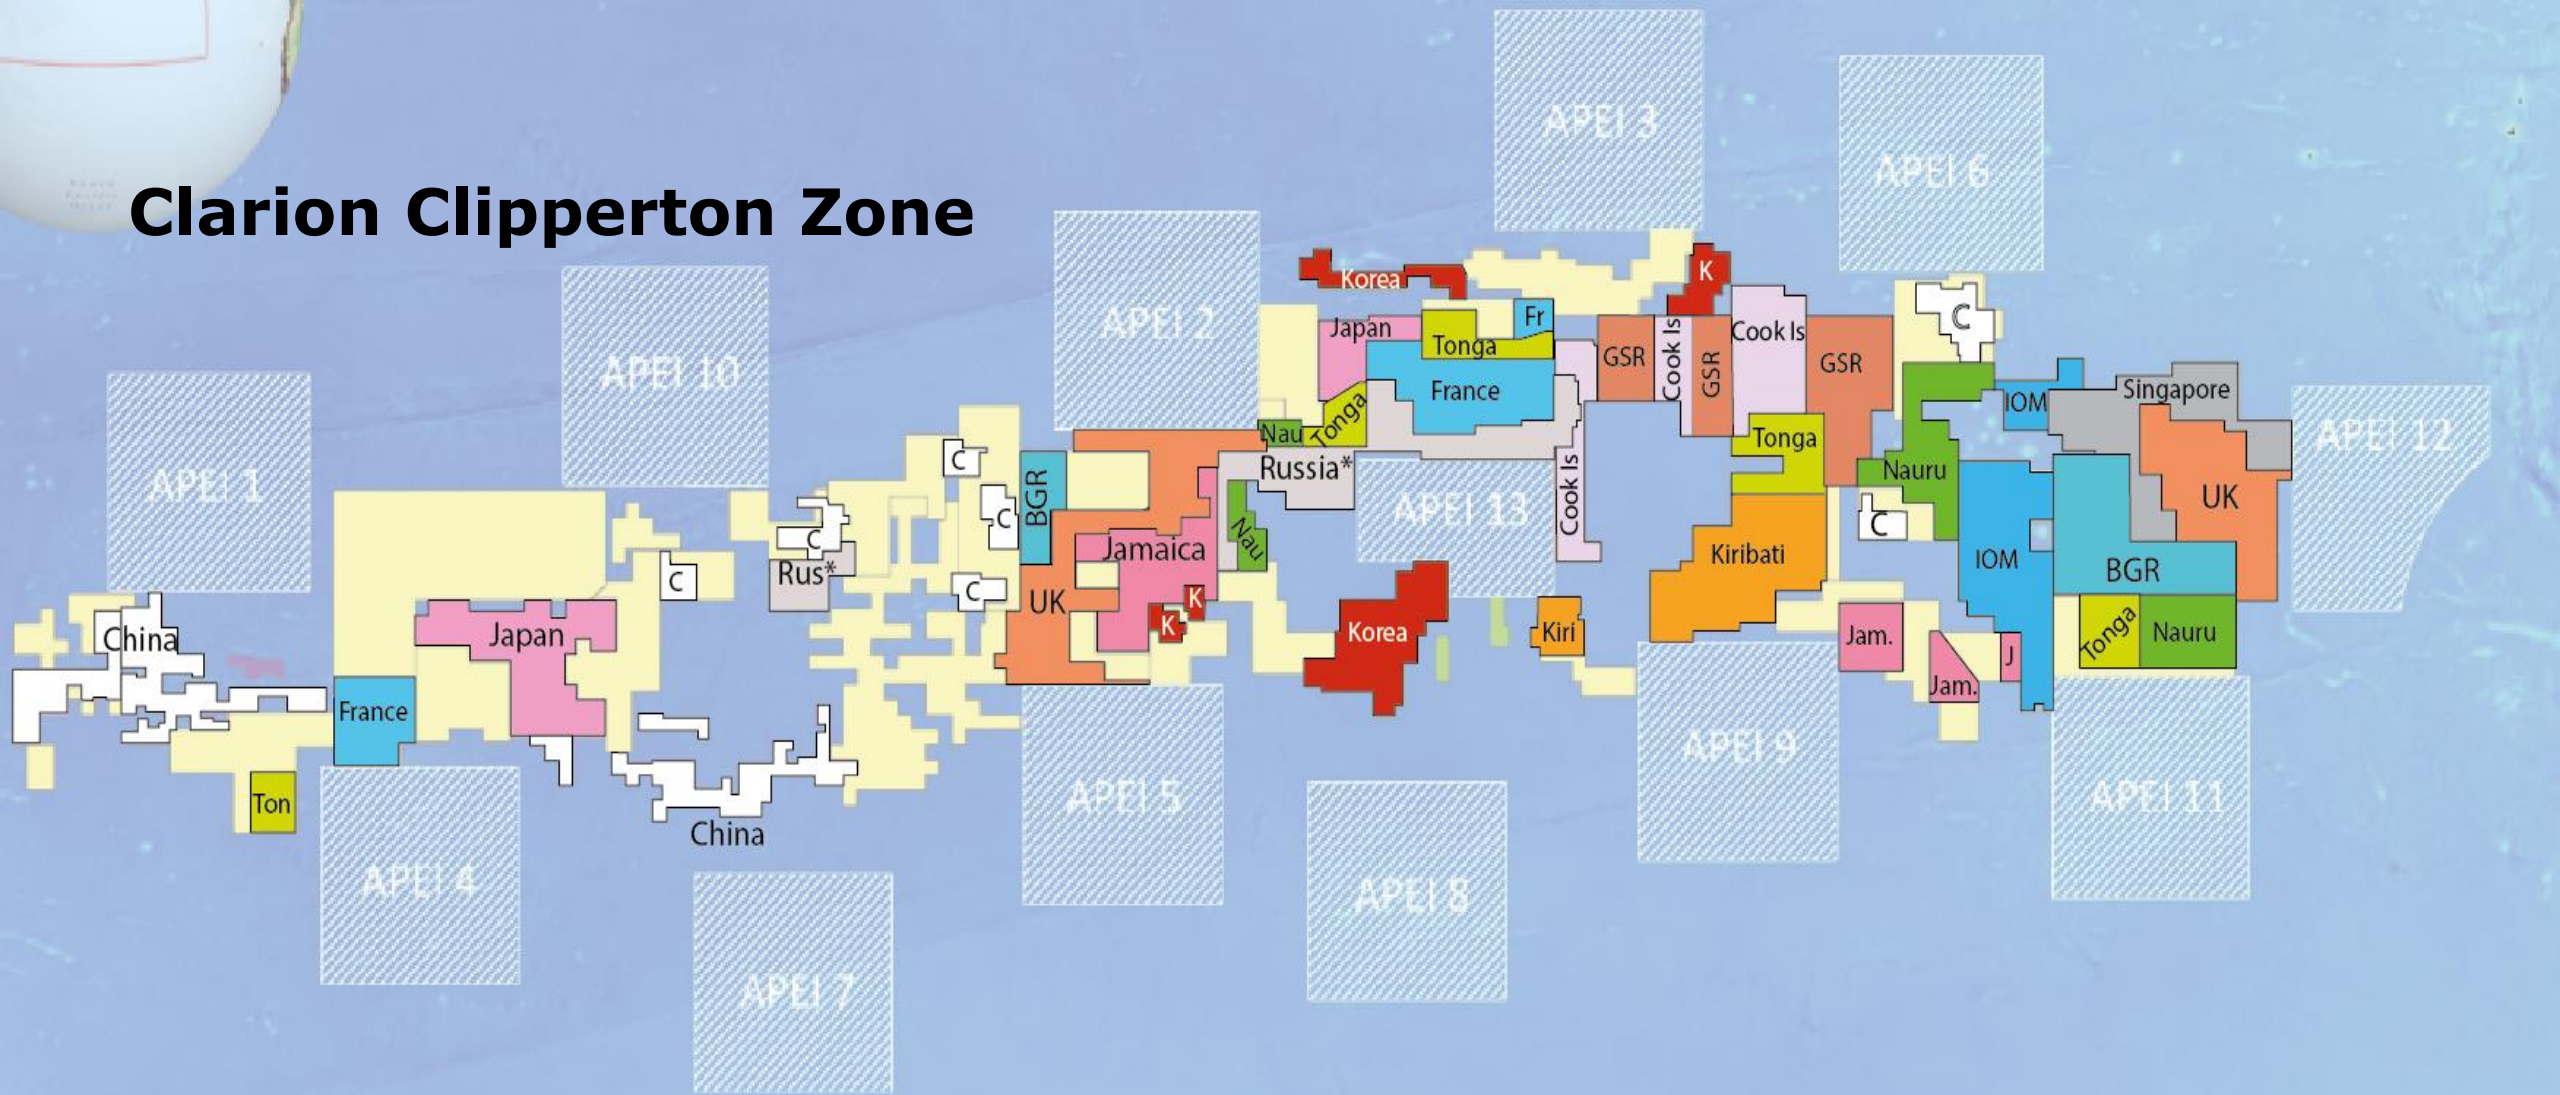 Clarion Clipperton Zone
APEI 3
APEI 6
APEI 2
APEI 10
APEI 1
APEI 12
APEI 13
APEI 5
APEI 9
APEI 11
APEI 4
APEI 8
APEI 7
Korea
K
Japan
Tonga
Fr
France
Tonga
Nau
Russia*
GSR
Cook Is
GSR
Cook Is
GSR
C
Cook Is
Tonga
Kiribati
Nauru
C
IOM
Singapore
UK
IOM
BGR
Tonga
Nauru
Jam.
Jam.
J
Kiri
Korea
Nau
Jamaica
K
K
UK
BGR
C
C
C
C
Rus*
C
Japan
China
France
Ton
China